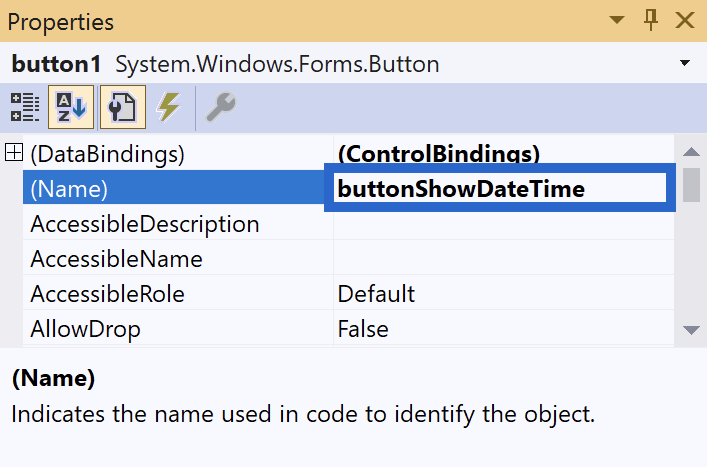 Properties
button1 System.Windows.Forms.Button
A
Z
(DataBindings) (ControlBindings)
(Name) buttonShowDateTime
AccessibleDescription
AccessibleName
AccessibleRole Default
AllowDrop False
(Name)
Indicates the name used in code to identify the object.